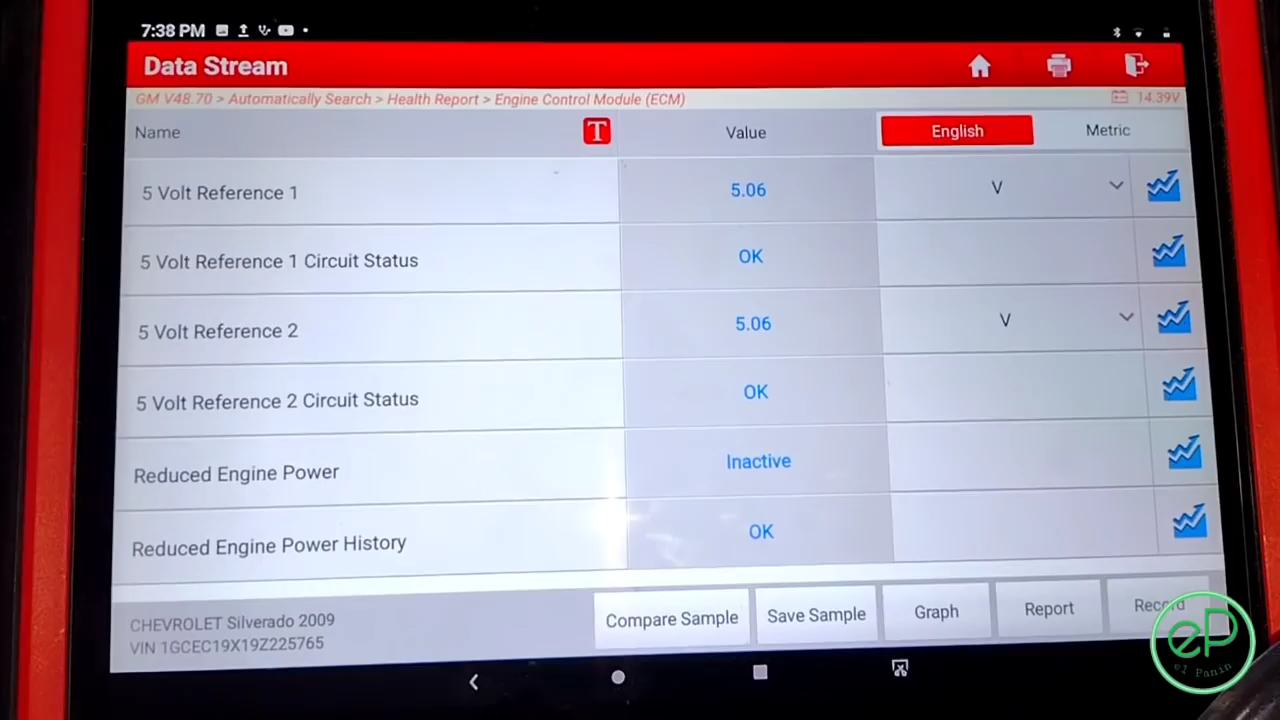 7:38 PM
Data Stream
GM V48.70 > Automatically Search > Health Report > Engine Control Module (ECM)
14.39V
Name
T
Value
English
Metric
5 Volt Reference 1
5.06
V
5 Volt Reference 1 Circuit Status
OK
5 Volt Reference 2
5.06
V
5 Volt Reference 2 Circuit Status
OK
Reduced Engine Power
Inactive
Reduced Engine Power History
OK
CHEVROLET Silverado 2009
VIN 1GCEC19X19Z225765
Compare Sample
Save Sample
Graph
Report
Record
eP
el Panin